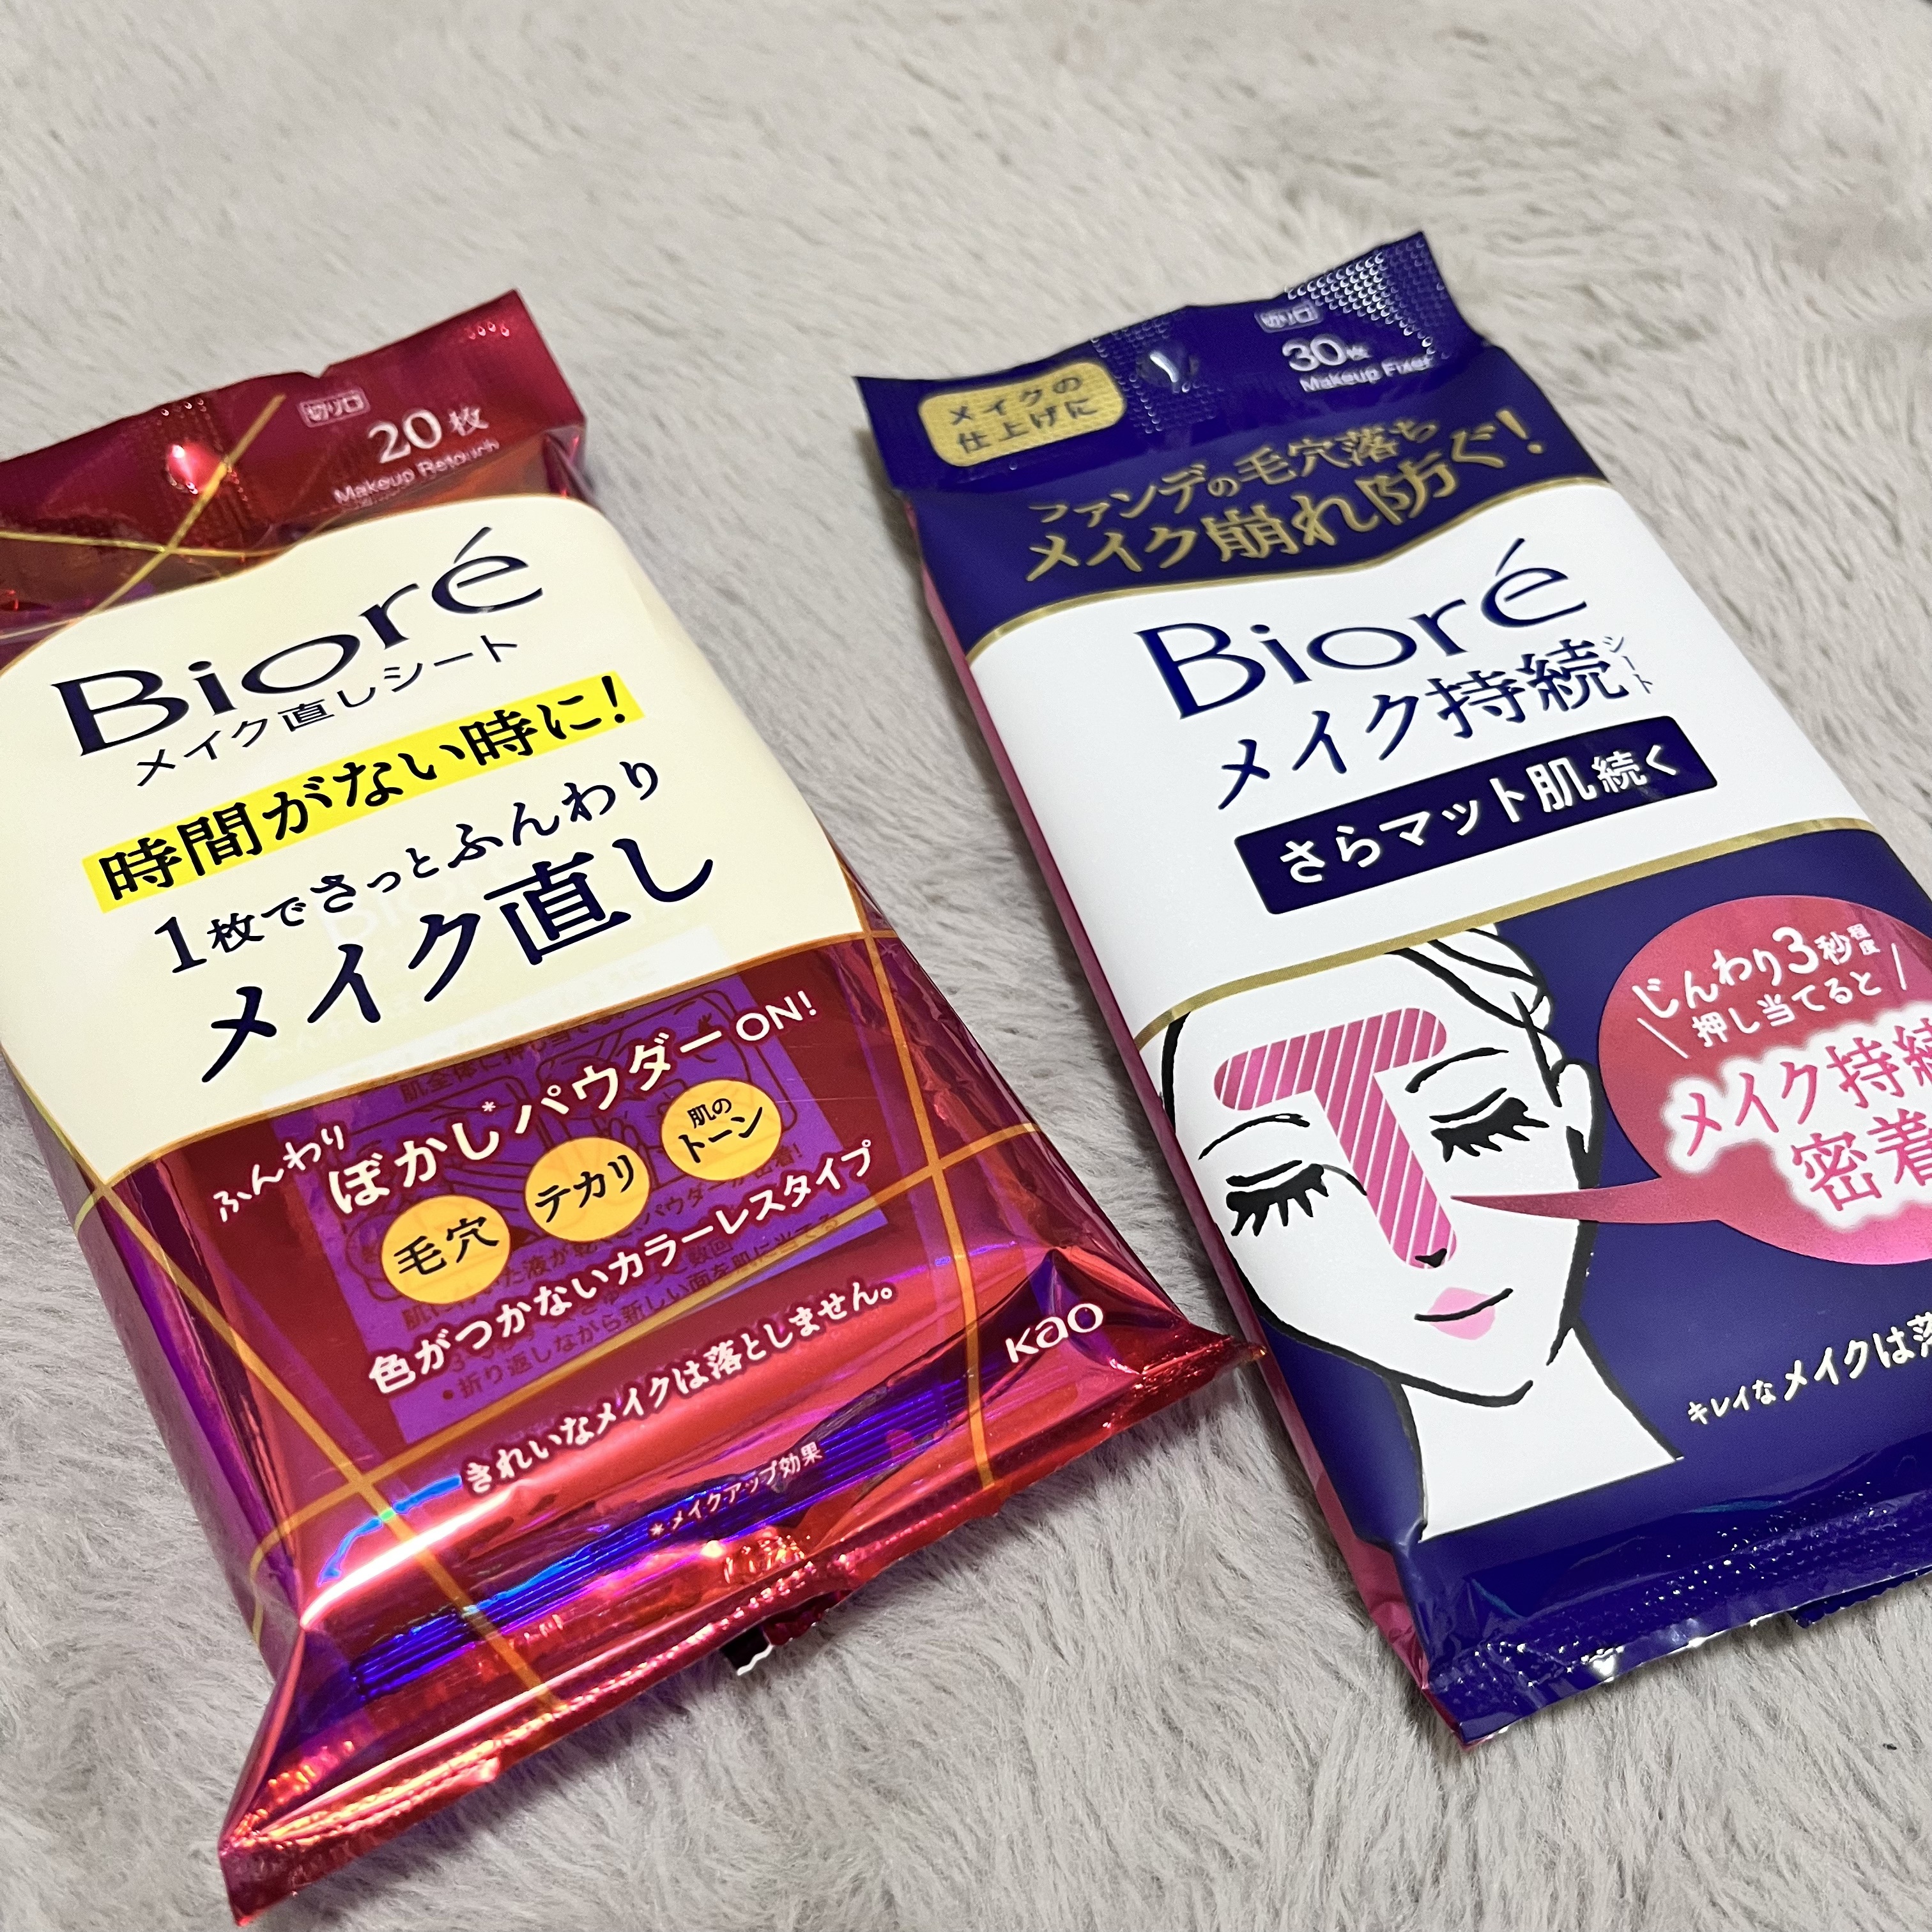 切り口
20枚
Makeup Retouch
Bioré
メイク直しシート
時間がない時に!
1枚でさっとふんわり
メイク直し
ふんわり
ぼかし*パウダーON!
毛穴
テカリ
肌の
トーン
色がつかないカラーレスタイプ
きれいなメイクは落としません。
*メイクアップ効果
Kao
切り口
30枚
Makeup Fixer
メイクの
仕上げに
ファンデの毛穴落ち
メイク崩れ防ぐ!
Bioré
メイク持続シート
さらマット肌続く
じんわり3秒程度
押し当てると
メイク持続
密着
キレイなメイクは落